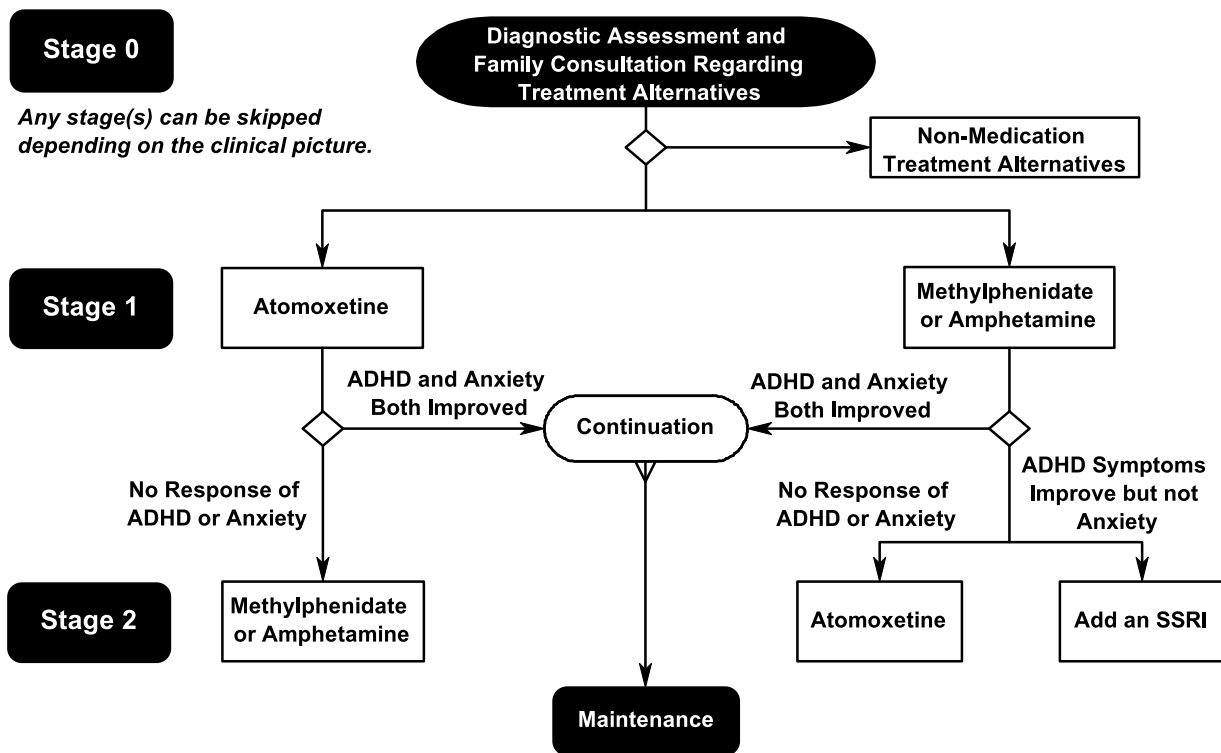 Stage 0
Diagnostic Assessment and
Family Consultation Regarding
Treatment Alternatives
Any stage(s) can be skipped
depending on the clinical picture.
Non-Medication
Treatment Alternatives
Stage 1
Atomoxetine
Methylphenidate
or Amphetamine
ADHD and Anxiety
Both Improved
ADHD and Anxiety
Both Improved
Continuation
No Response of
ADHD or Anxiety
No Response of
ADHD or Anxiety
ADHD Symptoms
Improve but not
Anxiety
Stage 2
Methylphenidate
or Amphetamine
Atomoxetine
Add an SSRI
Maintenance